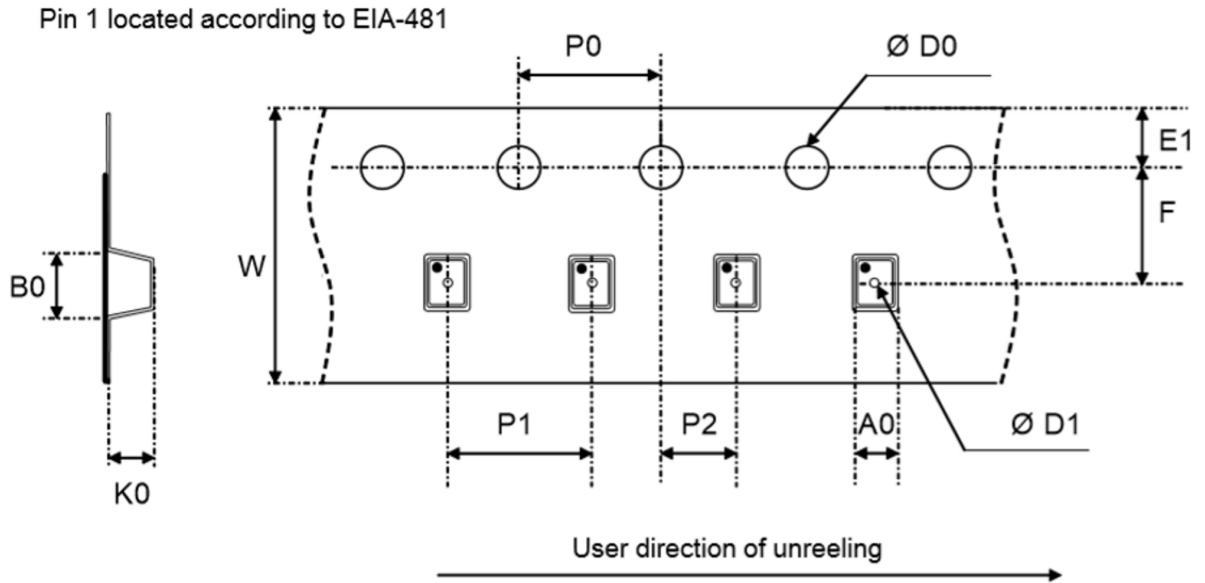 Pin 1 located according to EIA-481
P0
Ø D0
E1
F
W
B0
P1
P2
A0
Ø D1
K0
User direction of unreeling